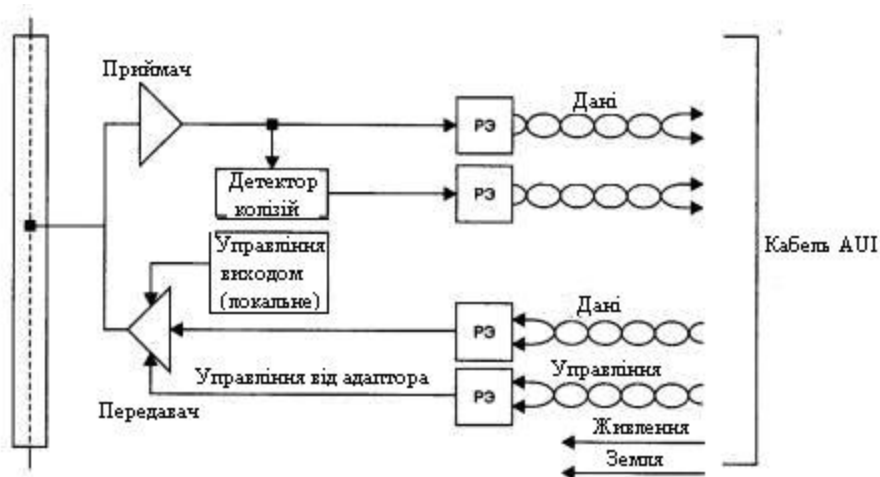 Приймач
РЭ
Дані
Детектор
колізій
РЭ
Управління
виходом
(локальне)
Кабель AUI
РЭ
Дані
Управління від адаптора
РЭ
Управління
Передавач
Живлення
Земля